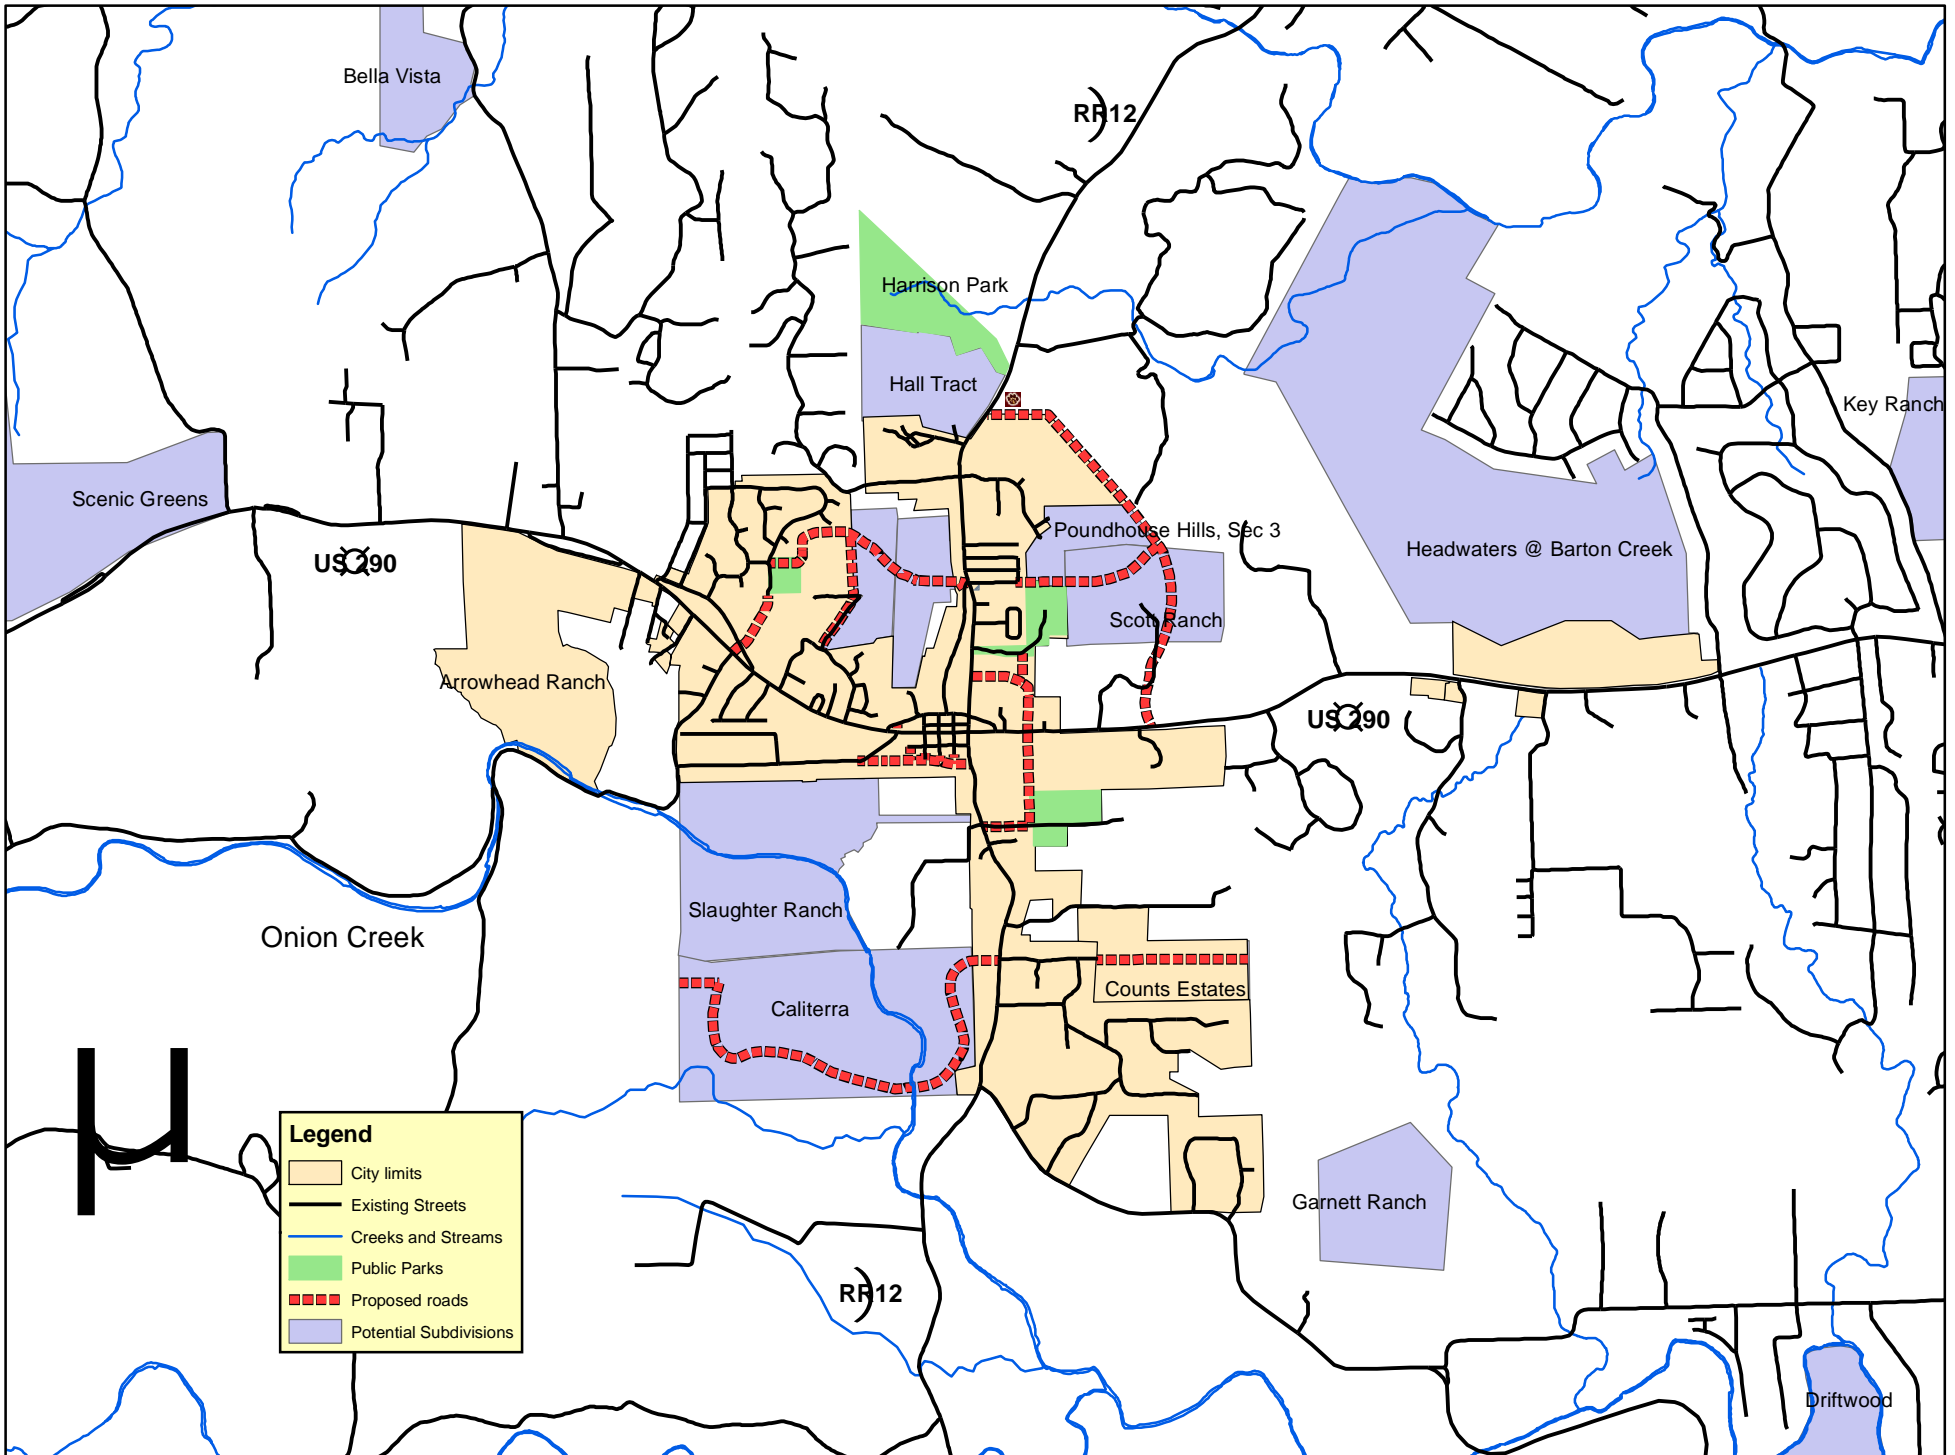 Bella Vista
RR12
Harrison Park
Hall Tract
Key Ranch
Scenic Greens
Poundhouse Hills, Sec 3
Headwaters @ Barton Creek
US 290
Scott Ranch
Arrowhead Ranch
US 290
Slaughter Ranch
Onion Creek
Counts Estates
Caliterra
µ
Legend
City limits
Existing Streets
Creeks and Streams
Public Parks
Proposed roads
Potential Subdivisions
Garnett Ranch
RR12
Driftwood